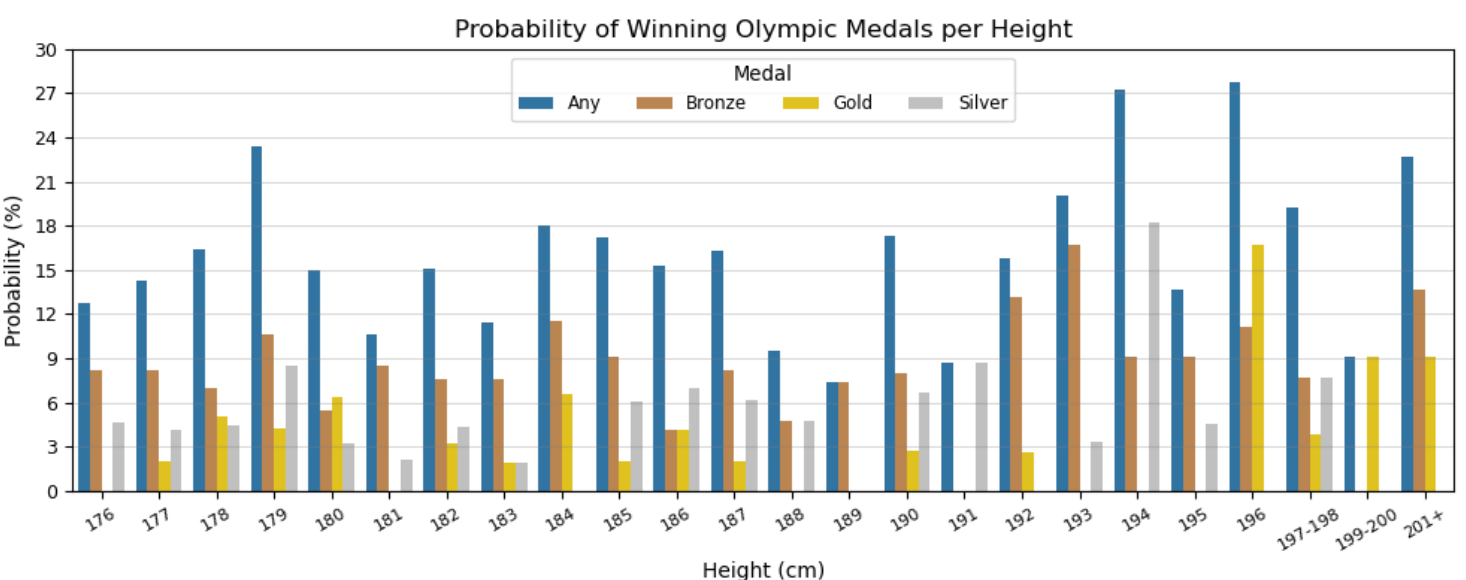 Probability of Winning Olympic Medals per Height
Medal
Any Bronze Gold Silver
Probability (%)
30
27
24
21
18
15
12
9
6
3
0
176 177 178 179 180 181 182 183 184 185 186 187 188 189 190 191 192 193 194 195 196 197-198 199-200 201+
Height (cm)